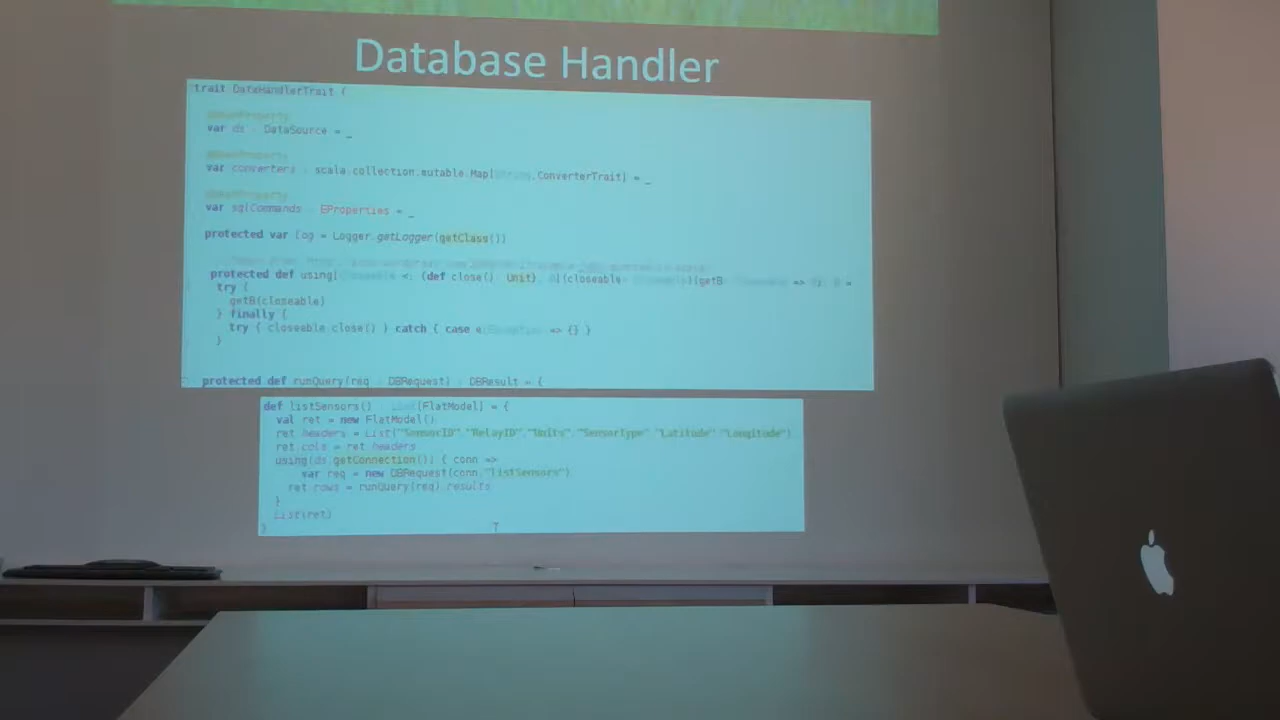 Database Handler
trait DataHandlerTrait {
@BeanProperty
var ds : DataSource = _
@BeanProperty
var converters : scala.collection.mutable.Map[String,ConverterTrait] = _
@BeanProperty
var sqlCommands : EProperties = _
protected var log = Logger.getLogger(getClass())
protected def using[Closeable <: {def close() : Unit}, B](closeable: Closeable)(getB: Closeable => B): B =
try {
getB(closeable)
} finally {
try { closeable.close() } catch { case e:Exception => {} }
}
protected def runQuery(req : DBRequest) : DBResult = {
def listSensors() : List[FlatModel] = {
val ret = new FlatModel()
ret.headers = List("SensorID","RelayID","Units","SensorType","Latitude","Longitude")
ret.cols = ret.headers
using(ds.getConnection()) { conn =>
var req = new DBRequest(conn,"listSensors")
ret.rows = runQuery(req).results
}
List(ret)
}